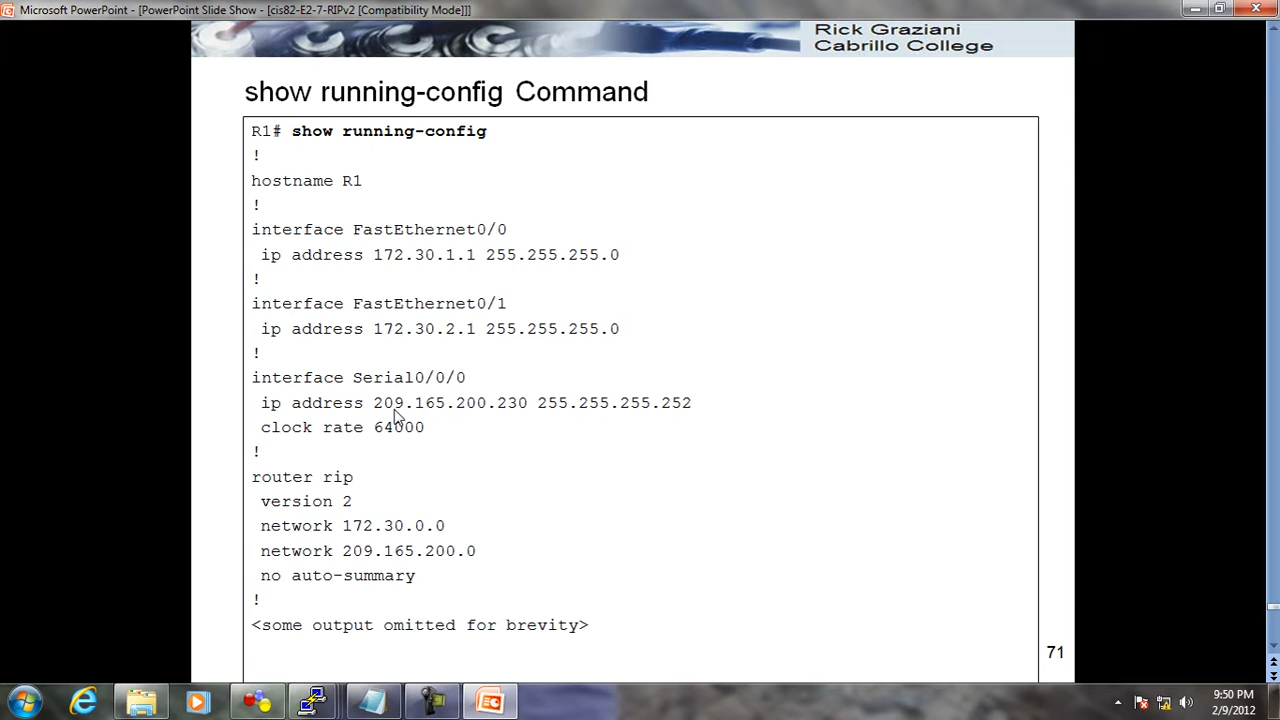 Microsoft PowerPoint - [PowerPoint Slide Show - [cis82-E2-7-RIPv2 [Compatibility Mode]]]
Rick Graziani
Cabrillo College
show running-config Command
R1# show running-config
!
hostname R1
!
interface FastEthernet0/0
ip address 172.30.1.1 255.255.255.0
!
interface FastEthernet0/1
ip address 172.30.2.1 255.255.255.0
!
interface Serial0/0/0
ip address 209.165.200.230 255.255.255.252
clock rate 64000
!
router rip
version 2
network 172.30.0.0
network 209.165.200.0
no auto-summary
!
<some output omitted for brevity>
71
9:50 PM
2/9/2012